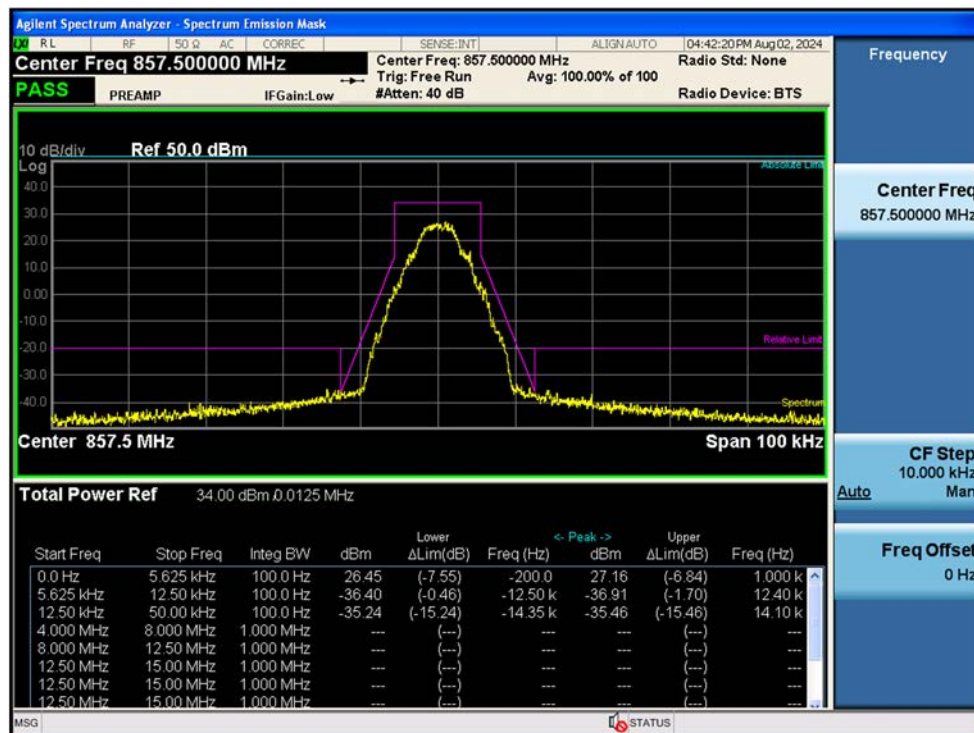 Agilent Spectrum Analyzer - Spectrum Emission Mask
LXI RL RF 50 Ω AC CORREC SENSE:INT ALIGN AUTO 04:42:20 PM Aug 02, 2024
Center Freq 857.500000 MHz
Center Freq: 857.500000 MHz Radio Std: None
Trig: Free Run Avg: 100.00% of 100
PASS PREAMP IFGain:Low #Atten: 40 dB Radio Device: BTS
10 dB/div Ref 50.0 dBm
Log
Absolute Limit
40.0
30.0
20.0
10.0
0.00
-10.0
-20.0
Relative Limit
-30.0
-40.0
Spectrum
Center 857.5 MHz Span 100 kHz
Total Power Ref 34.00 dBm / 0.0125 MHz
Lower <- Peak -> Upper
Start Freq Stop Freq Integ BW dBm ΔLim(dB) Freq (Hz) dBm ΔLim(dB) Freq (Hz)
0.0 Hz 5.625 kHz 100.0 Hz 26.45 (-7.55) -200.0 27.16 (-6.84) 1.000 k
5.625 kHz 12.50 kHz 100.0 Hz -36.40 (-0.46) -12.50 k -36.91 (-1.70) 12.40 k
12.50 kHz 50.00 kHz 100.0 Hz -35.24 (-15.24) -14.35 k -35.46 (-15.46) 14.10 k
4.000 MHz 8.000 MHz 1.000 MHz --- (---) --- --- (---) ---
8.000 MHz 12.50 MHz 1.000 MHz --- (---) --- --- (---) ---
12.50 MHz 15.00 MHz 1.000 MHz --- (---) --- --- (---) ---
12.50 MHz 15.00 MHz 1.000 MHz --- (---) --- --- (---) ---
12.50 MHz 15.00 MHz 1.000 MHz --- (---) --- --- (---) ---
MSG STATUS
Frequency
Center Freq
857.500000 MHz
CF Step
10.000 kHz
Auto Man
Freq Offset
0 Hz